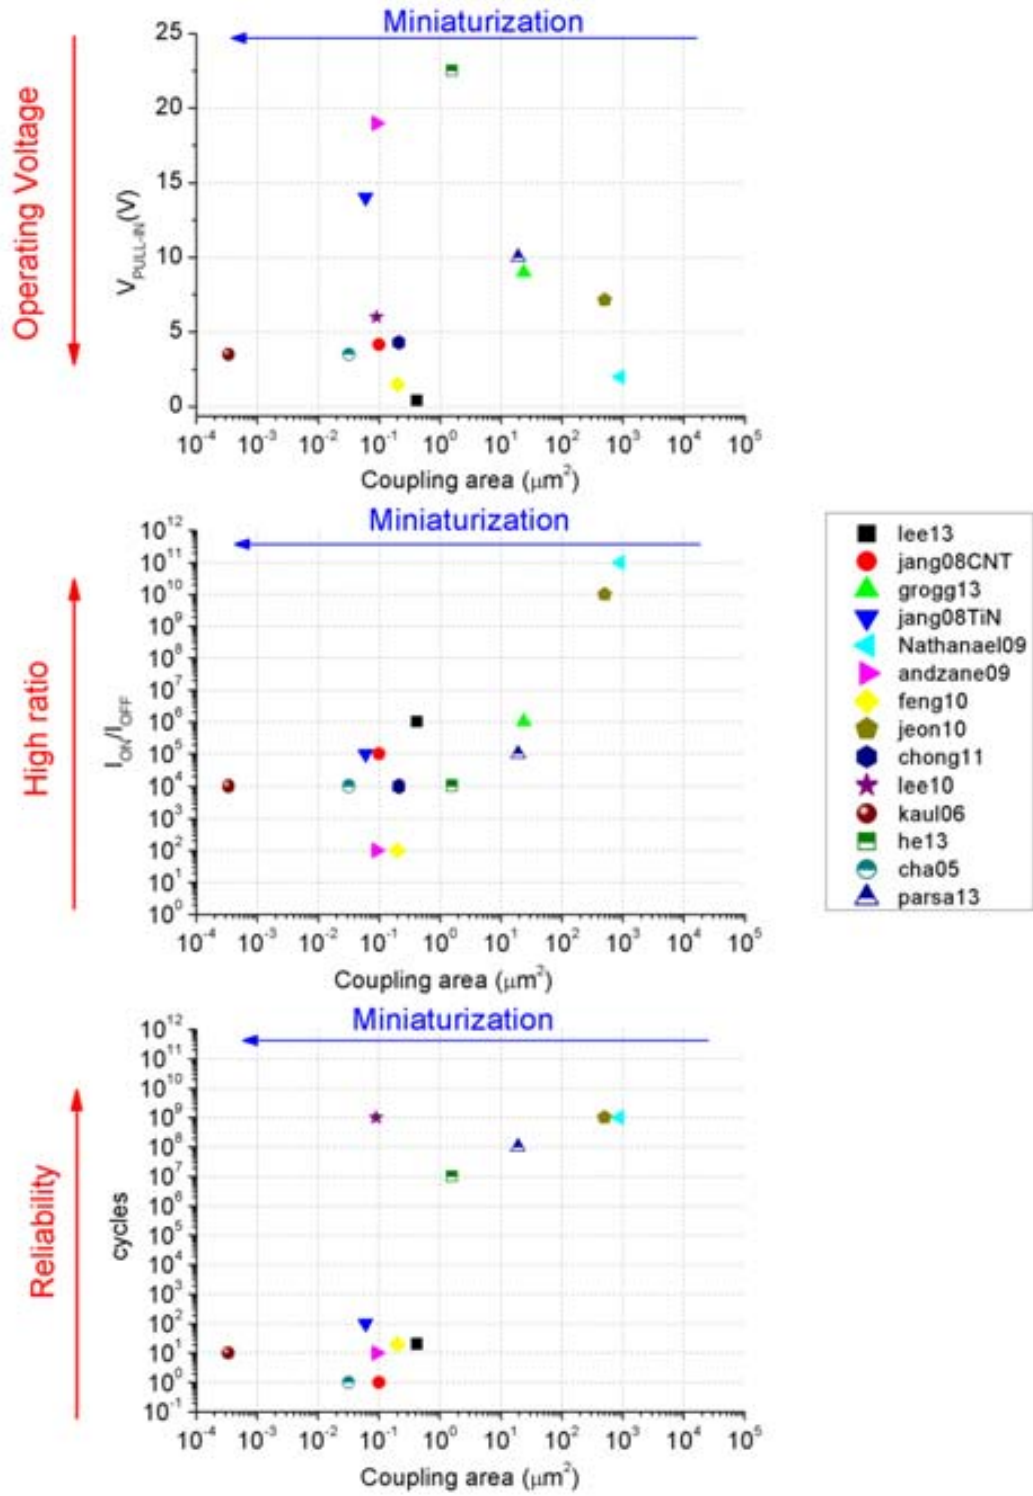 Miniaturization
Operating Voltage
V_PULL-IN(V)
25
20
15
10
5
0
10^-4 10^-3 10^-2 10^-1 10^0 10^1 10^2 10^3 10^4 10^5
Coupling area (μm^2)
Miniaturization
High ratio
I_ON/I_OFF
10^12
10^11
10^10
10^9
10^8
10^7
10^6
10^5
10^4
10^3
10^2
10^1
10^0
10^-4 10^-3 10^-2 10^-1 10^0 10^1 10^2 10^3 10^4 10^5
Coupling area (μm^2)
lee13
jang08CNT
grogg13
jang08TiN
Nathanael09
andzane09
feng10
jeon10
chong11
lee10
kaul06
he13
cha05
parsa13
Miniaturization
Reliability
cycles
10^12
10^11
10^10
10^9
10^8
10^7
10^6
10^5
10^4
10^3
10^2
10^1
10^0
10^-1
10^-4 10^-3 10^-2 10^-1 10^0 10^1 10^2 10^3 10^4 10^5
Coupling area (μm^2)